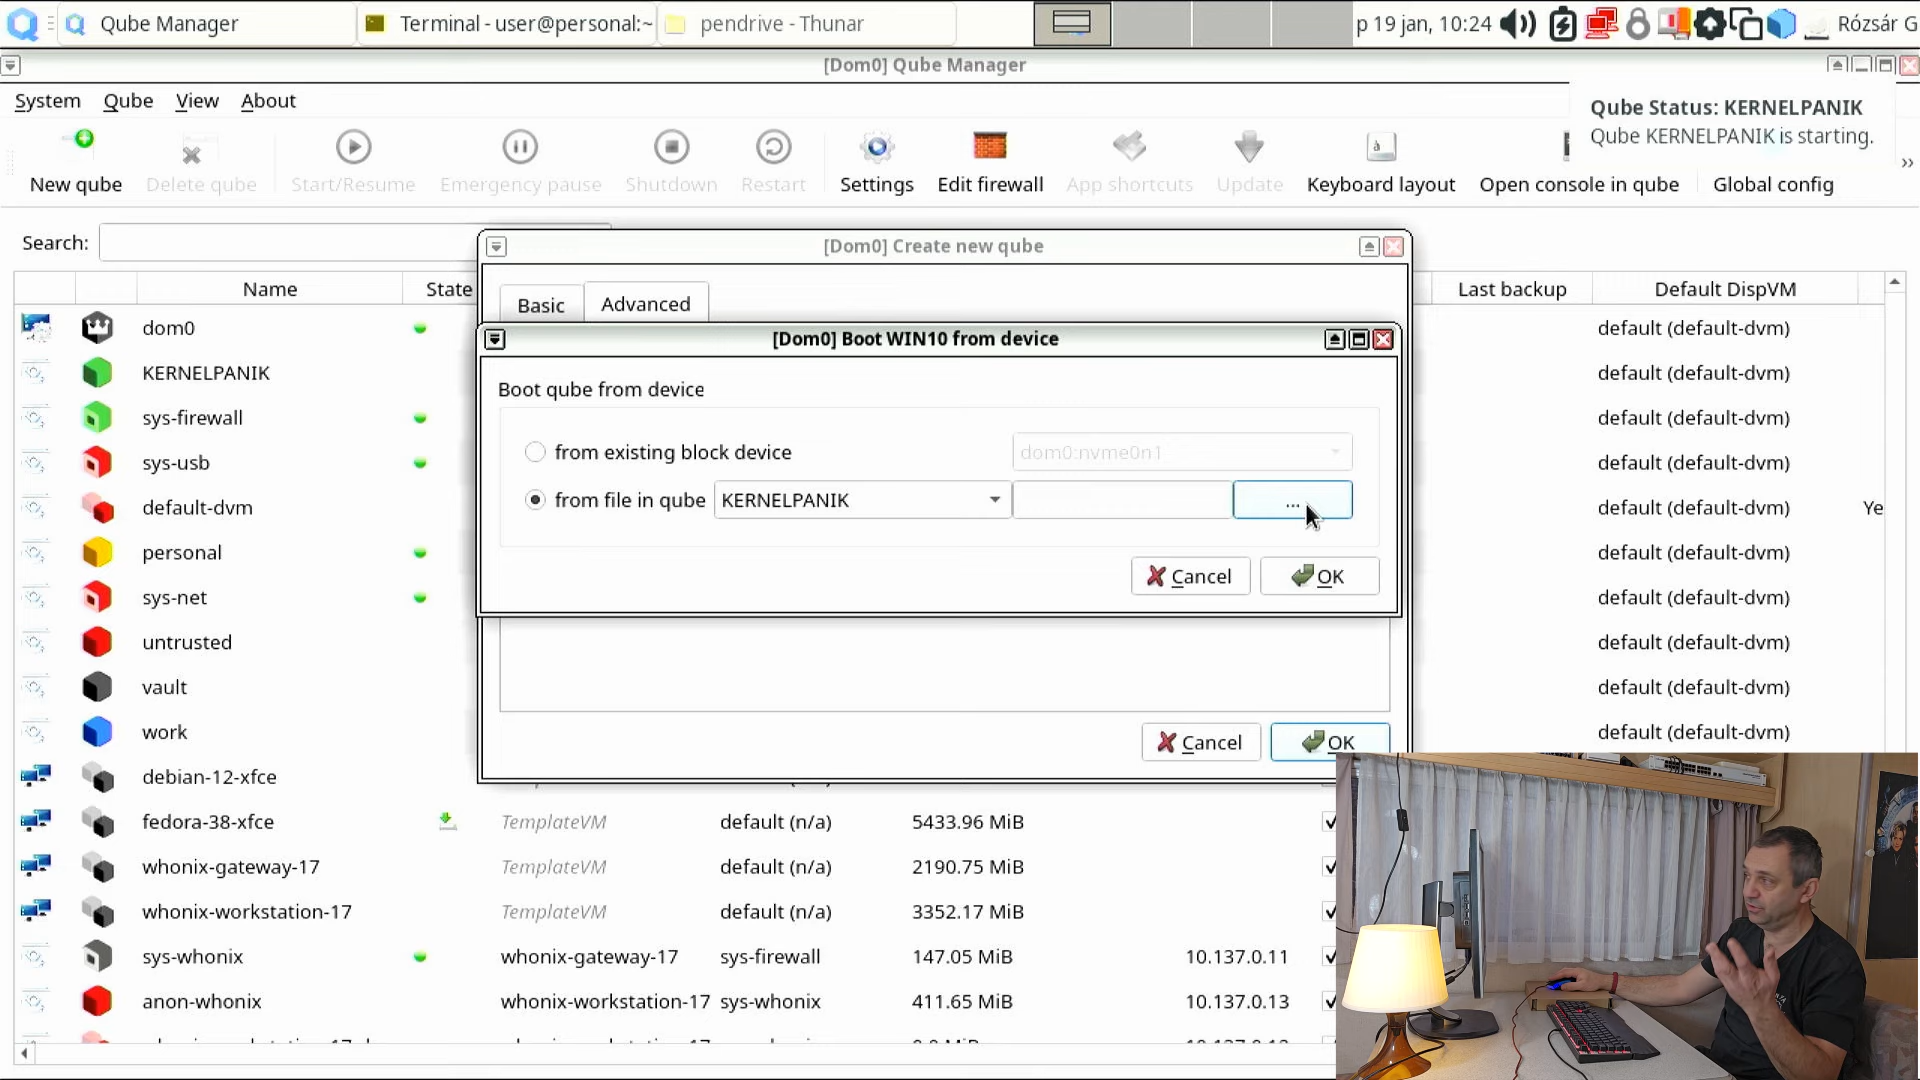 Qube Manager
Terminal - user@personal:~
pendrive - Thunar
p 19 jan, 10:24
Rózsár G
[Dom0] Qube Manager
System Qube View About
Qube Status: KERNELPANIK
Qube KERNELPANIK is starting.
New qube Delete qube Start/Resume Emergency pause Shutdown Restart Settings Edit firewall App shortcuts Update Keyboard layout Open console in qube Global config
Search:
[Dom0] Create new qube
Name State Last backup Default DispVM
Basic Advanced
dom0 default (default-dvm)
[Dom0] Boot WIN10 from device
KERNELPANIK default (default-dvm)
Boot qube from device
sys-firewall default (default-dvm)
from existing block device dom0:nvme0n1
sys-usb default (default-dvm)
from file in qube KERNELPANIK ...
default-dvm default (default-dvm) Ye
personal default (default-dvm)
Cancel OK
sys-net default (default-dvm)
untrusted default (default-dvm)
vault default (default-dvm)
work default (default-dvm)
Cancel OK
debian-12-xfce
fedora-38-xfce TemplateVM default (n/a) 5433.96 MiB
whonix-gateway-17 TemplateVM default (n/a) 2190.75 MiB
whonix-workstation-17 TemplateVM default (n/a) 3352.17 MiB
sys-whonix whonix-gateway-17 sys-firewall 147.05 MiB 10.137.0.11
anon-whonix whonix-workstation-17 sys-whonix 411.65 MiB 10.137.0.13